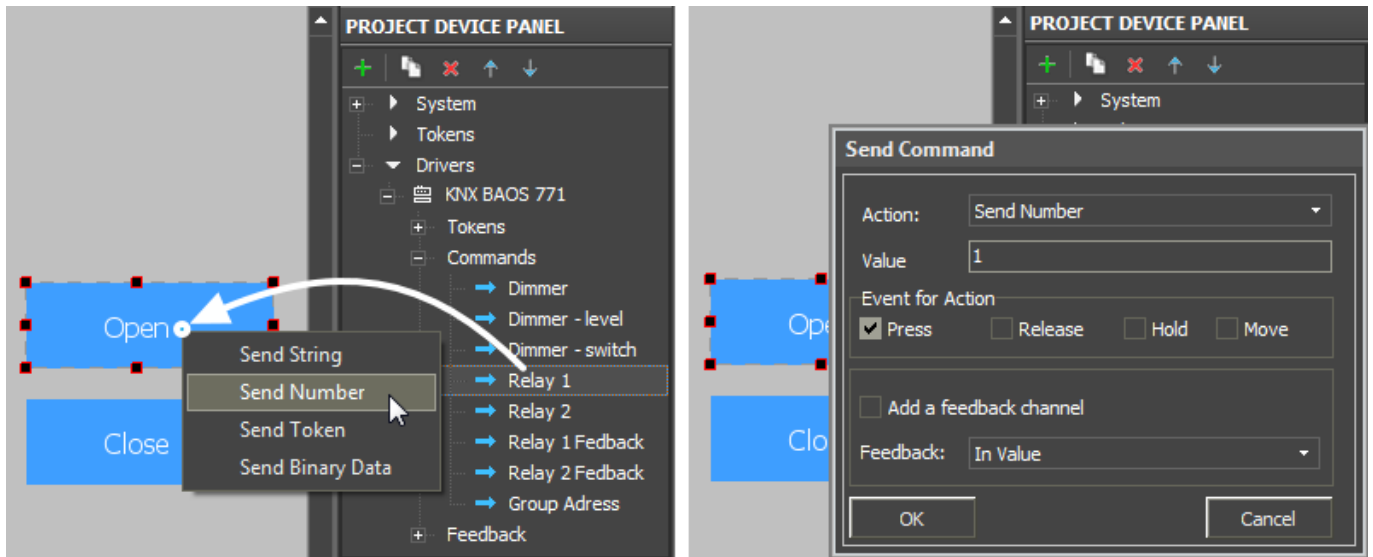 PROJECT DEVICE PANEL
System
Tokens
Drivers
KNX BAOS 771
Tokens
Commands
Dimmer
Dimmer - level
Dimmer - switch
Relay 1
Relay 2
Relay 1 Fedback
Relay 2 Fedback
Group Adress
Feedback
Open
Send String
Send Number
Send Token
Send Binary Data
Close
PROJECT DEVICE PANEL
System
Send Command
Action: Send Number
Value 1
Event for Action
Press Release Hold Move
Add a feedback channel
Feedback: In Value
OK Cancel
Ope
Clo